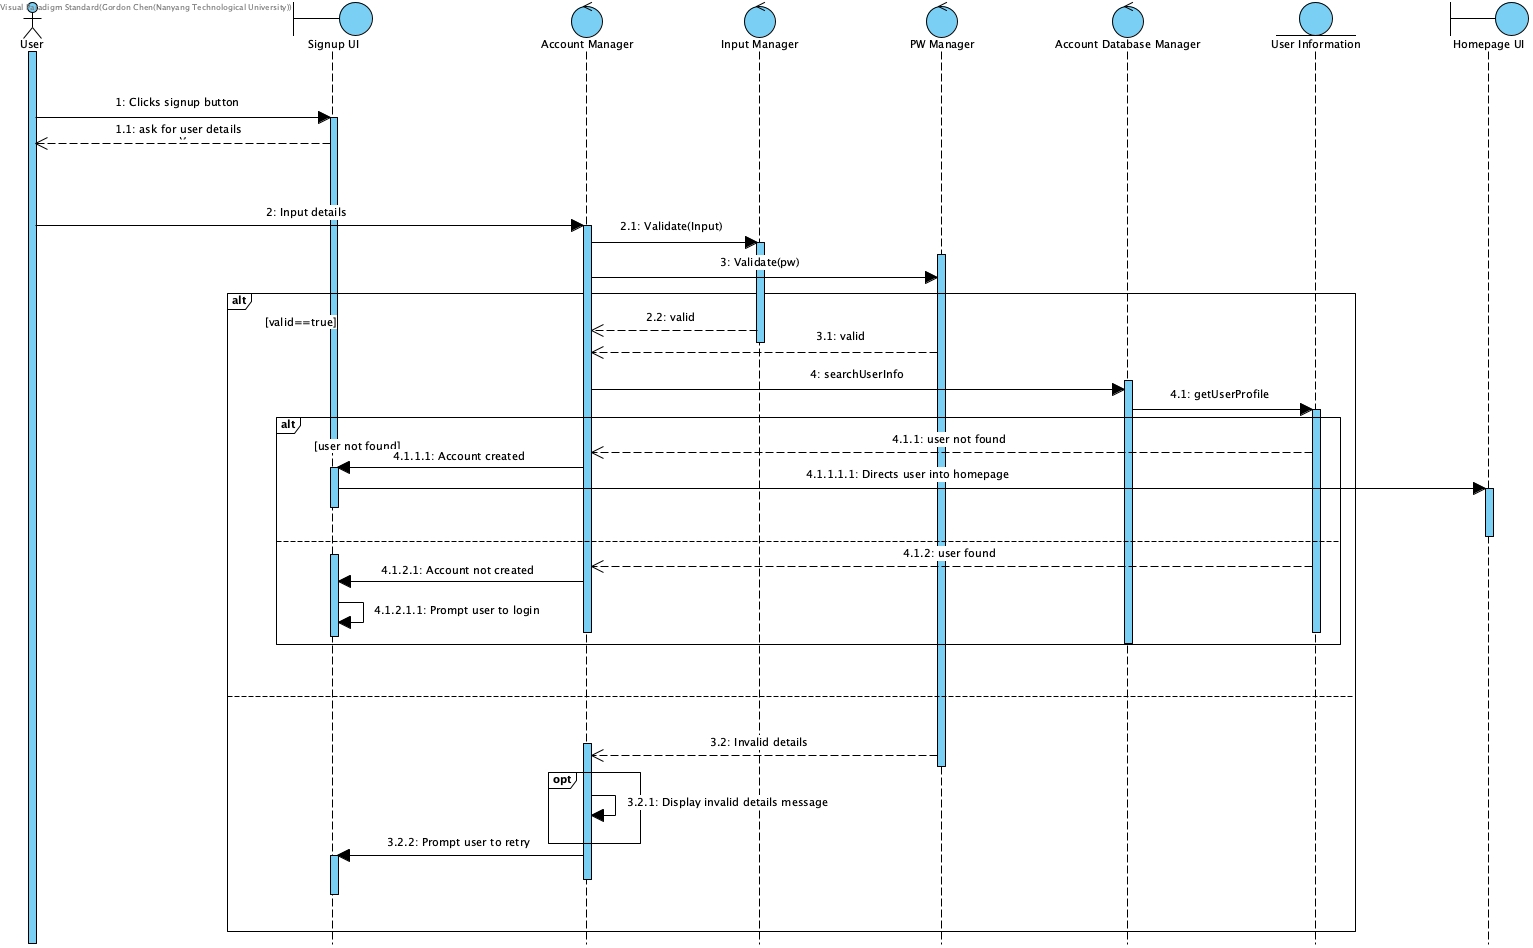 Visual Paradigm Standard(Gordon Chen(Nanyang Technological University))
User
Signup UI
Account Manager
Input Manager
PW Manager
Account Database Manager
User Information
Homepage UI
1: Clicks signup button
1.1: ask for user details
2: Input details
2.1: Validate(Input)
3: Validate(pw)
alt
[valid==true]
2.2: valid
3.1: valid
4: searchUserInfo
4.1: getUserProfile
alt
[user not found]
4.1.1: user not found
4.1.1.1: Account created
4.1.1.1.1: Directs user into homepage
4.1.2: user found
4.1.2.1: Account not created
4.1.2.1.1: Prompt user to login
3.2: Invalid details
opt
3.2.1: Display invalid details message
3.2.2: Prompt user to retry